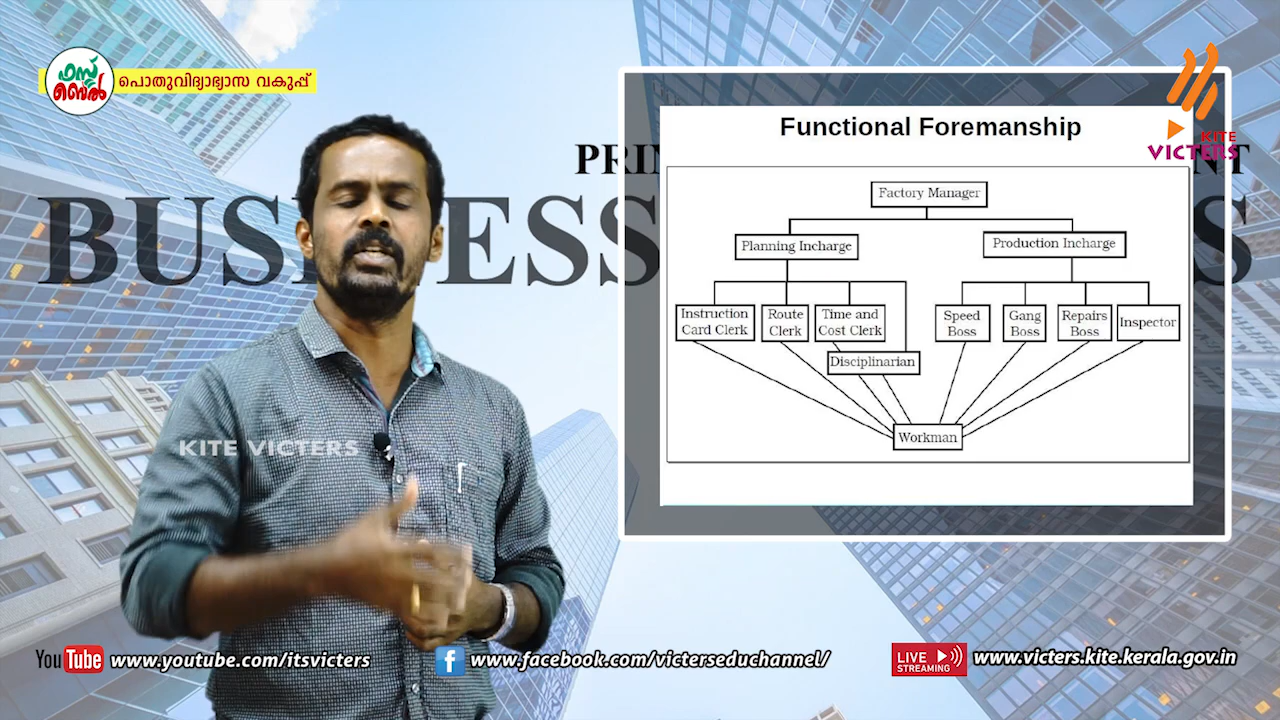 ഫസ്റ്റ്
ബെൽ
പൊതുവിദ്യാഭ്യാസ വകുപ്പ്
BUS
ESS
S
KITE
VICTERS
Functional Foremanship
Factory Manager
Planning Incharge
Production Incharge
Instruction
Card Clerk
Route
Clerk
Time and
Cost Clerk
Disciplinarian
Speed
Boss
Gang
Boss
Repairs
Boss
Inspector
Workman
KITE VICTERS
YouTube www.youtube.com/itsvicters
f www.facebook.com/victerseduchannel/
LIVE
STREAMING
www.victers.kite.kerala.gov.in